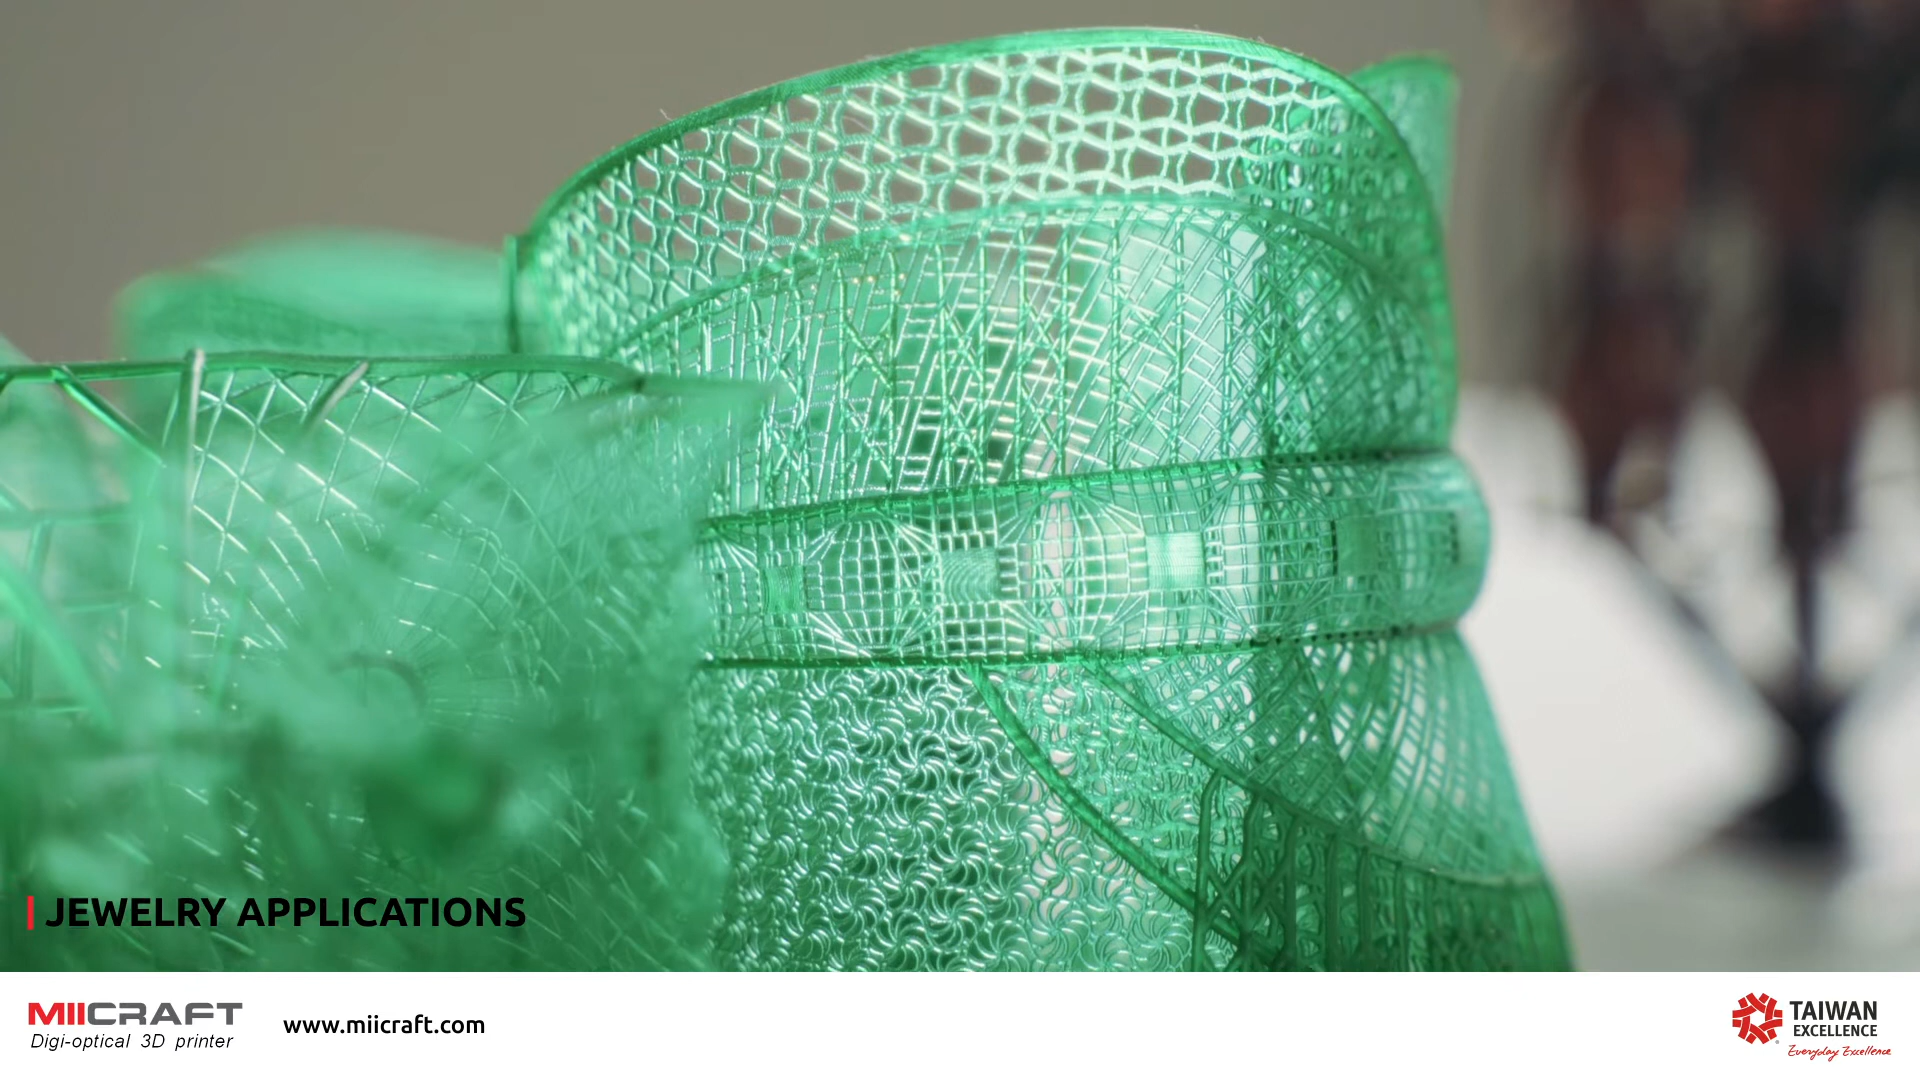 JEWELRY APPLICATIONS
MIICRAFT
Digi-optical 3D printer
www.miicraft.com
TAIWAN
EXCELLENCE
Everyday Excellence